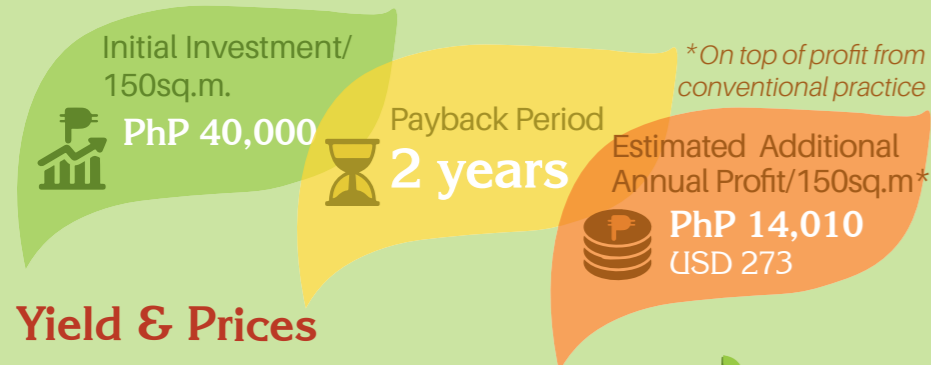 Initial Investment/
150sq.m.
PhP 40,000
Payback Period
2 years
*On top of profit from
conventional practice
Estimated Additional
Annual Profit/150sq.m*
PhP 14,010
USD 273
Yield & Prices